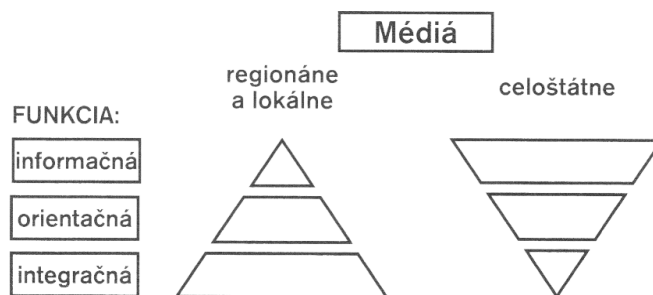 Médiá
regionáne
a lokálne
celoštátne
FUNKCIA:
informačná
orientačná
integračná